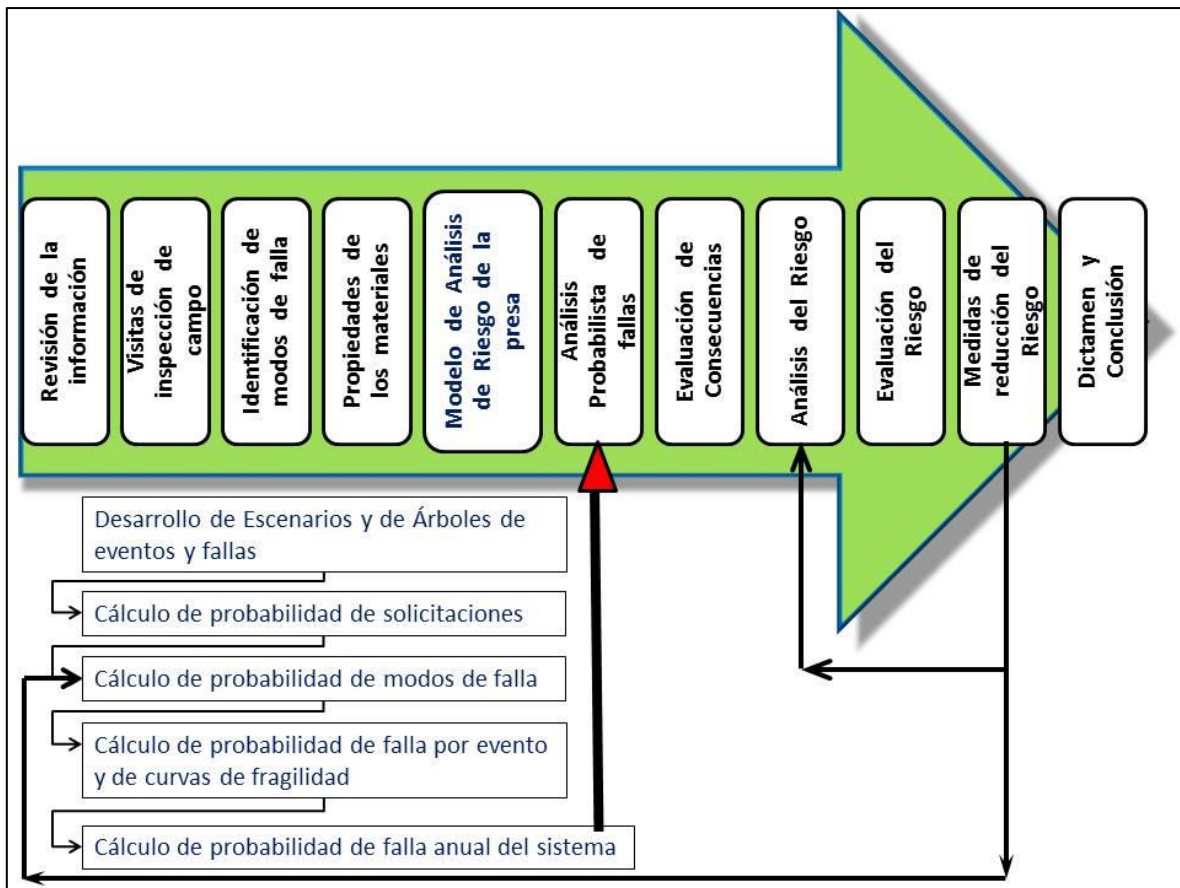 Revisión de la
información
Visitas de
inspección de
campo
Identificación de
modos de falla
Propiedades de
los materiales
Modelo de Análisis
de Riesgo de la
presa
Análisis
Probabilista de
fallas
Evaluación de
Consecuencias
Análisis del Riesgo
Evaluación del
Riesgo
Medidas de
reducción del
Riesgo
Dictamen y
Conclusión
Desarrollo de Escenarios y de Árboles de
eventos y fallas
Cálculo de probabilidad de solicitaciones
Cálculo de probabilidad de modos de falla
Cálculo de probabilidad de falla por evento
y de curvas de fragilidad
Cálculo de probabilidad de falla anual del sistema